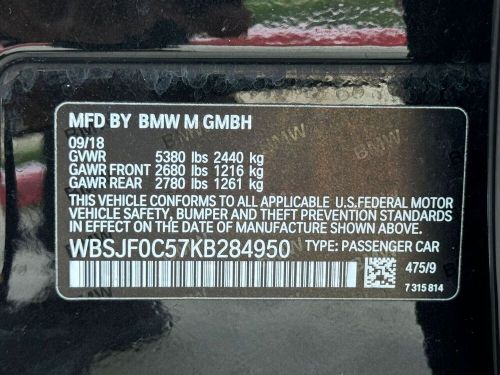 MFD BY BMW M GMBH
09/18
GVWR 5380 lbs 2440 kg
GAWR FRONT 2680 lbs 1216 kg
GAWR REAR 2780 lbs 1261 kg
THIS VEHICLE CONFORMS TO ALL APPLICABLE U.S.FEDERAL MOTOR
VEHICLE SAFETY, BUMPER AND THEFT PREVENTION STANDARDS
IN EFFECT ON THE DATE OF MANUFACTURE SHOWN ABOVE.
WBSJF0C57KB284950 TYPE: PASSENGER CAR
475/9
7 315 814